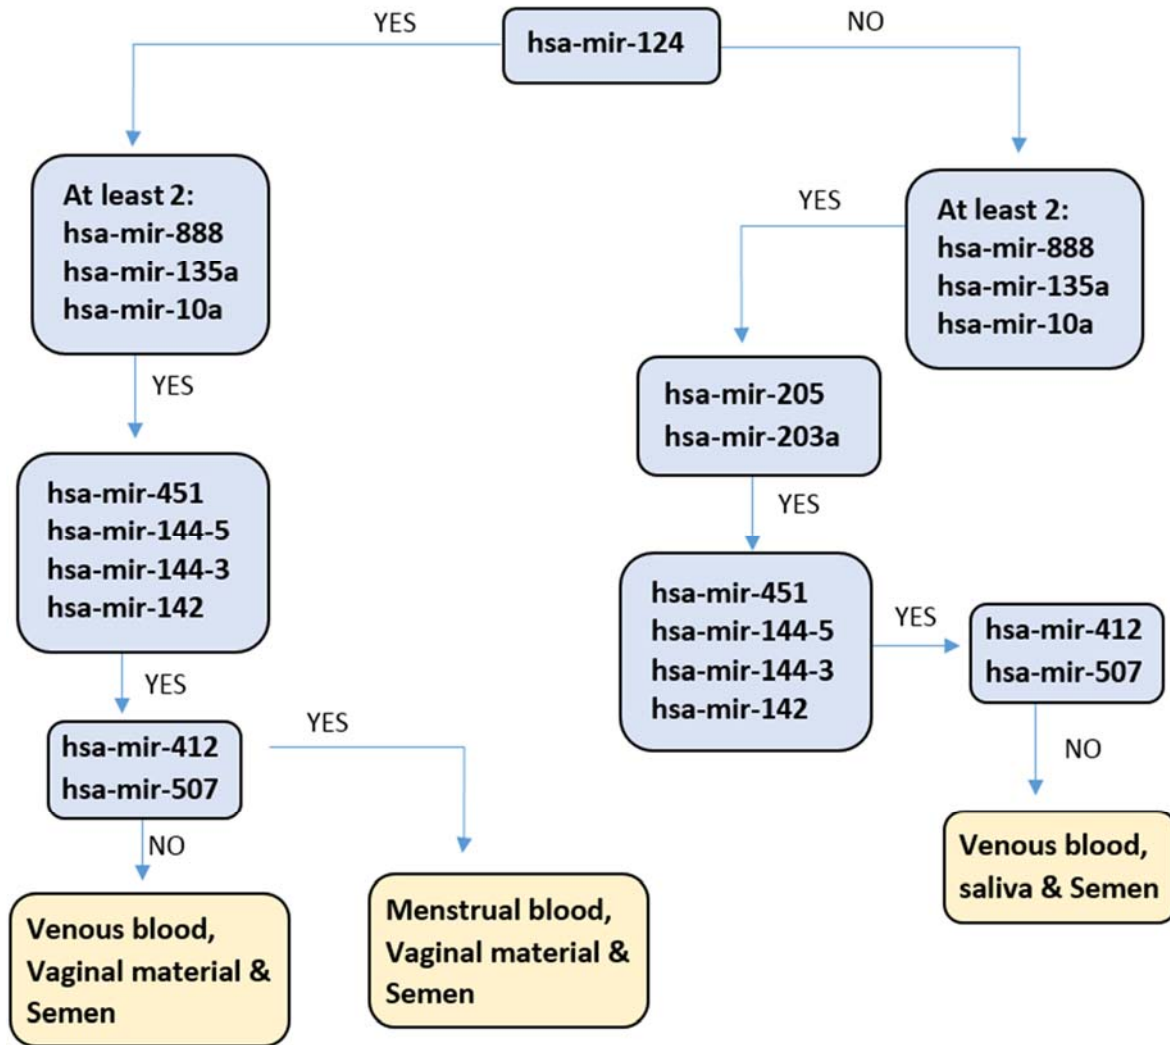 YES
hsa-mir-124
NO
At least 2:
hsa-mir-888
hsa-mir-135a
hsa-mir-10a
YES
At least 2:
hsa-mir-888
hsa-mir-135a
hsa-mir-10a
YES
hsa-mir-205
hsa-mir-203a
YES
hsa-mir-451
hsa-mir-144-5
hsa-mir-144-3
hsa-mir-142
hsa-mir-451
hsa-mir-144-5
hsa-mir-144-3
hsa-mir-142
YES
hsa-mir-412
hsa-mir-507
YES
hsa-mir-412
hsa-mir-507
YES
NO
NO
Venous blood,
Vaginal material &
Semen
Menstrual blood,
Vaginal material &
Semen
Venous blood,
saliva & Semen